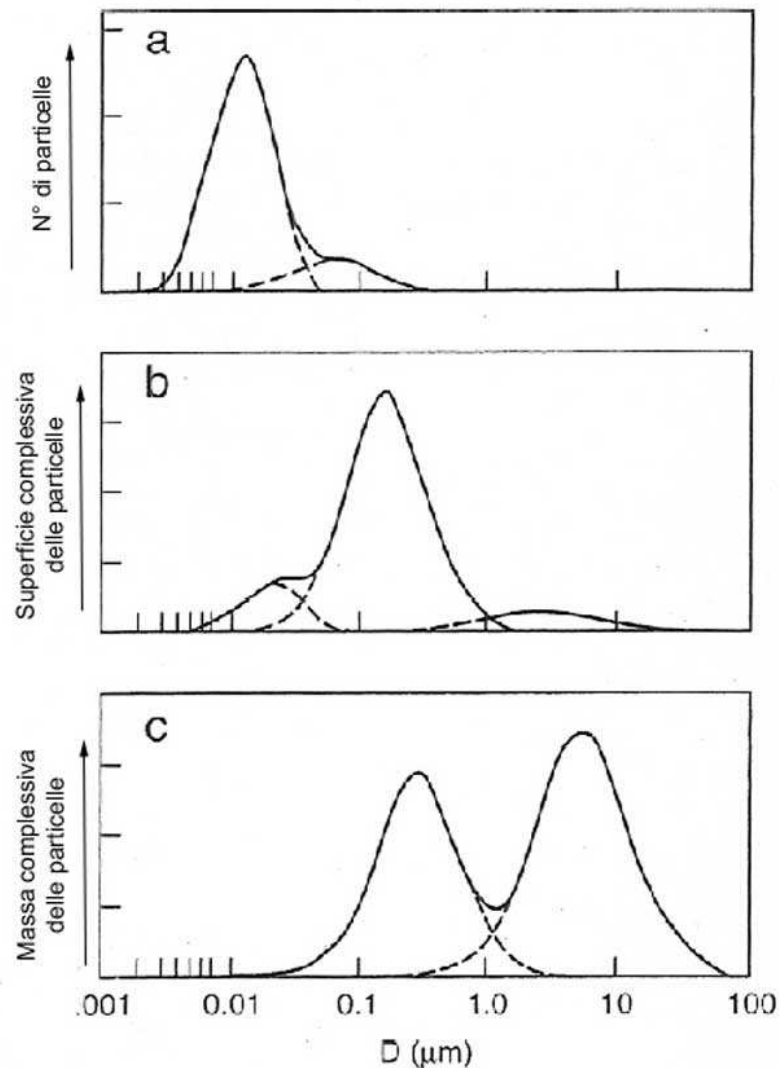 a
N° di particelle
b
Superficie complessiva
delle particelle
c
Massa complessiva
delle particelle
.001 0.01 0.1 1.0 10 100
D (μm)